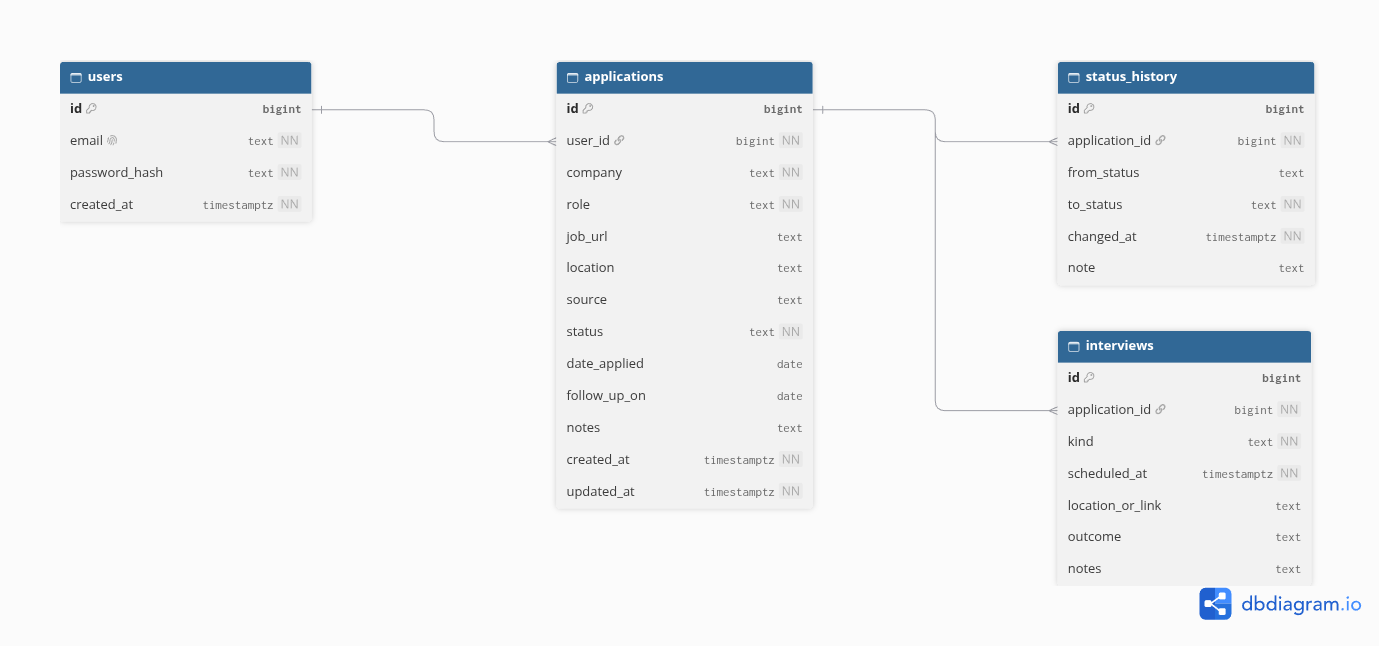 users
id bigint
email text NN
password_hash text NN
created_at timestamptz NN
applications
id bigint
user_id bigint NN
company text NN
role text NN
job_url text
location text
source text
status text NN
date_applied date
follow_up_on date
notes text
created_at timestamptz NN
updated_at timestamptz NN
status_history
id bigint
application_id bigint NN
from_status text
to_status text NN
changed_at timestamptz NN
note text
interviews
id bigint
application_id bigint NN
kind text NN
scheduled_at timestamptz NN
location_or_link text
outcome text
notes text
dbdiagram.io